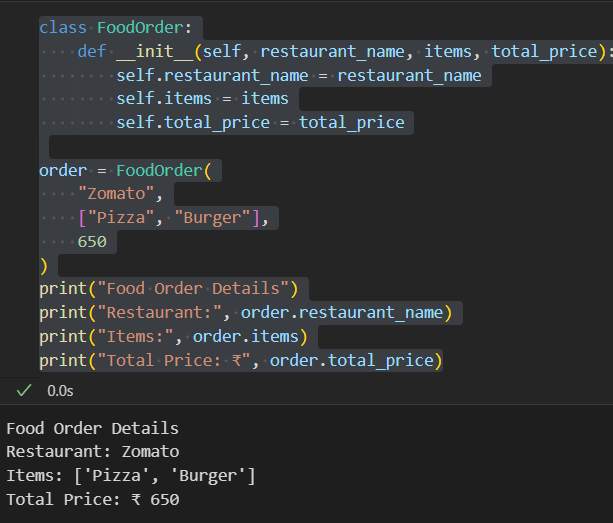 class FoodOrder:
    def __init__(self, restaurant_name, items, total_price):
        self.restaurant_name = restaurant_name
        self.items = items
        self.total_price = total_price

order = FoodOrder(
    "Zomato",
    ["Pizza", "Burger"],
    650
)
print("Food Order Details")
print("Restaurant:", order.restaurant_name)
print("Items:", order.items)
print("Total Price: ₹", order.total_price)
✓ 0.0s
Food Order Details
Restaurant: Zomato
Items: ['Pizza', 'Burger']
Total Price: ₹ 650